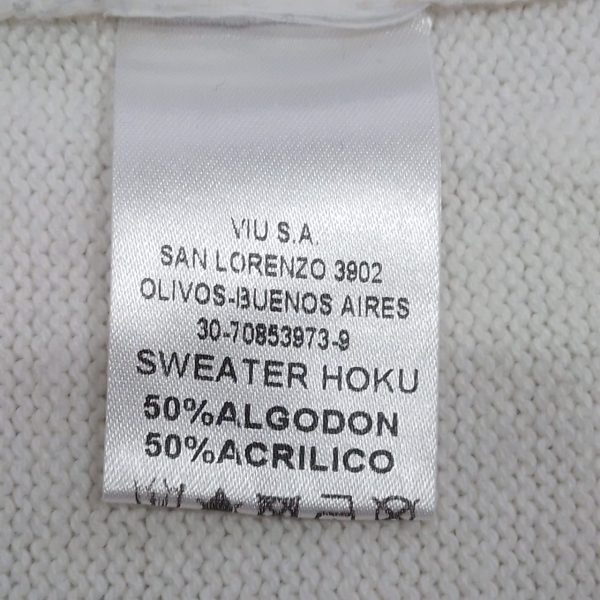 VIU S.A.
SAN LORENZO 3902
OLIVOS-BUENOS AIRES
30-70853973-9
SWEATER HOKU
50%ALGODON
50%ACRILICO